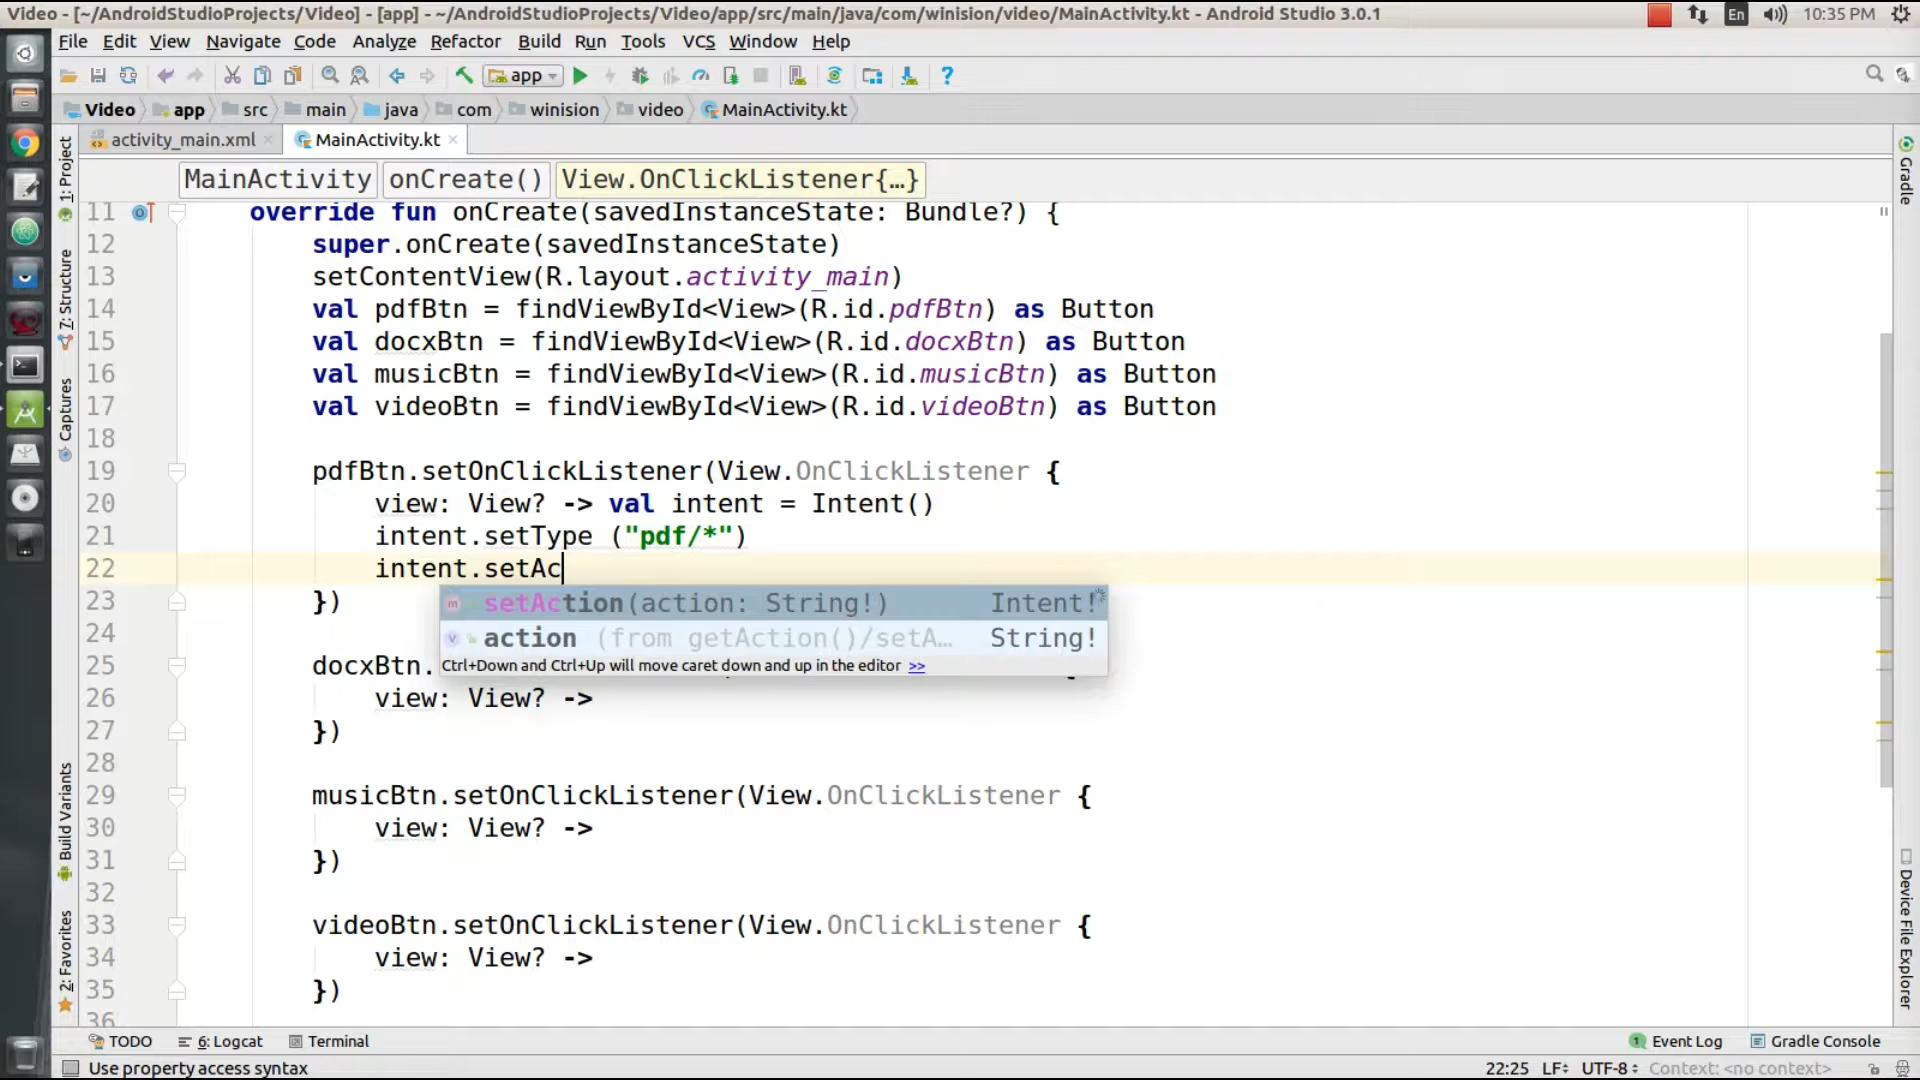 Video - [~/AndroidStudioProjects/Video] - [app] - ~/AndroidStudioProjects/Video/app/src/main/java/com/winision/video/MainActivity.kt - Android Studio 3.0.1
En
10:35 PM
File Edit View Navigate Code Analyze Refactor Build Run Tools VCS Window Help
app
Video app src main java com winision video MainActivity.kt
activity_main.xml MainActivity.kt
MainActivity onCreate() View.OnClickListener{…}
11 override fun onCreate(savedInstanceState: Bundle?) {
12 super.onCreate(savedInstanceState)
13 setContentView(R.layout.activity_main)
14 val pdfBtn = findViewById<View>(R.id.pdfBtn) as Button
15 val docxBtn = findViewById<View>(R.id.docxBtn) as Button
16 val musicBtn = findViewById<View>(R.id.musicBtn) as Button
17 val videoBtn = findViewById<View>(R.id.videoBtn) as Button
18
19 pdfBtn.setOnClickListener(View.OnClickListener {
20 view: View? -> val intent = Intent()
21 intent.setType ("pdf/*")
22 intent.setAc
23 })
setAction(action: String!) Intent!
24
action (from getAction()/setA… String!
Ctrl+Down and Ctrl+Up will move caret down and up in the editor >>
25 docxBtn. {
26 view: View? ->
27 })
28
29 musicBtn.setOnClickListener(View.OnClickListener {
30 view: View? ->
31 })
32
33 videoBtn.setOnClickListener(View.OnClickListener {
34 view: View? ->
35 })
36
1: Project
7: Structure
Captures
Build Variants
2: Favorites
Gradle
Device File Explorer
TODO 6: Logcat Terminal
1 Event Log Gradle Console
Use property access syntax
22:25 LF÷ UTF-8÷ Context: <no context>